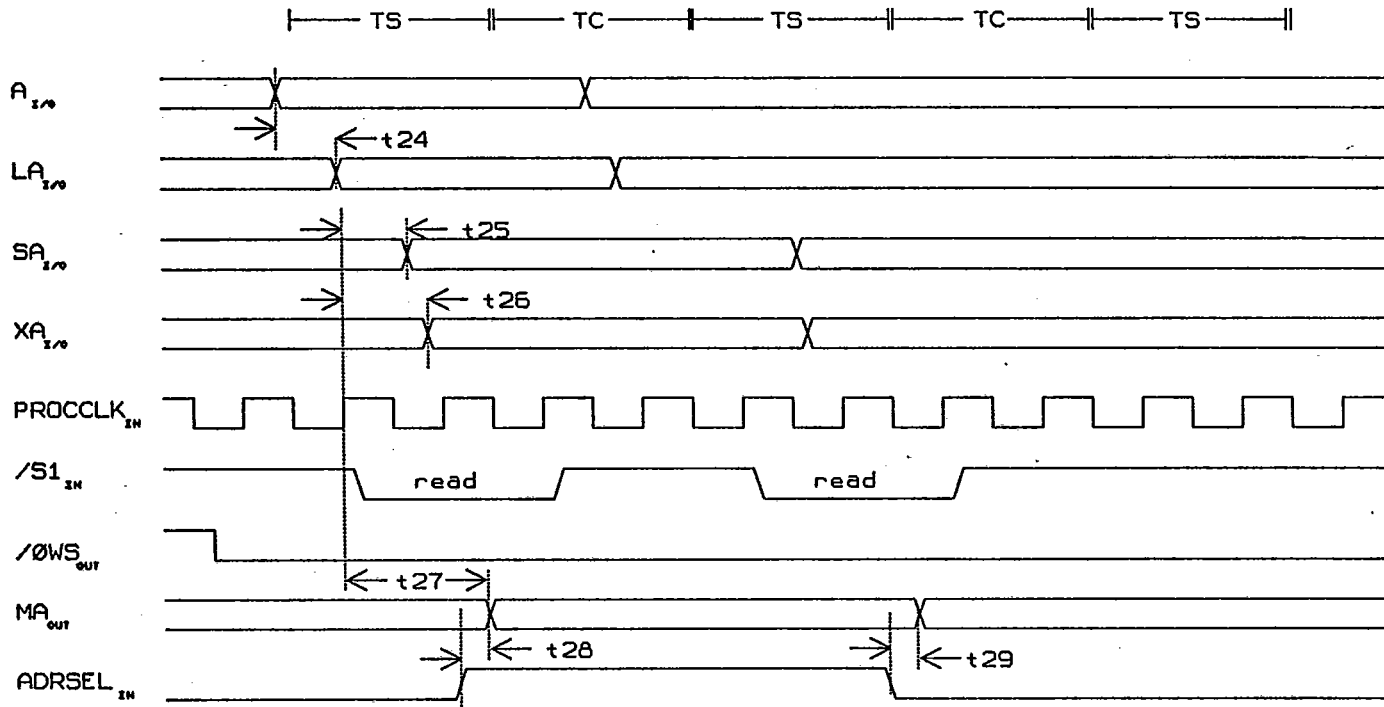 TS TC TS TC TS
A I/O
t24
LA I/O
t25
SA I/O
t26
XA I/O
PROCCLK IN
/S1 IN read read
/ØWS OUT
t27
MA OUT
t28 t29
ADRSEL IN